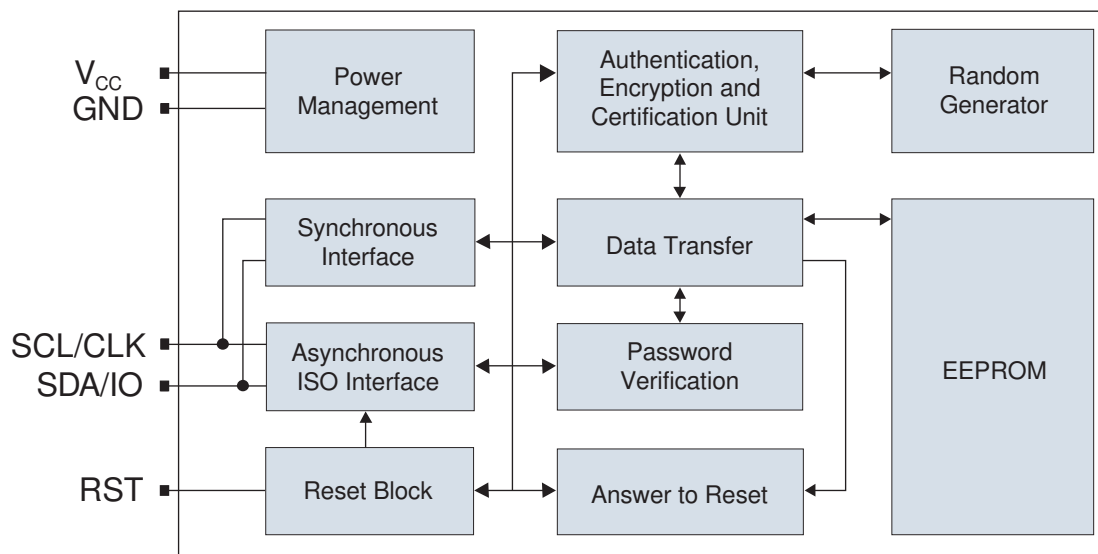 V_CC
GND
Power
Management
Authentication,
Encryption and
Certification Unit
Random
Generator
Synchronous
Interface
Data Transfer
SCL/CLK
SDA/IO
Asynchronous
ISO Interface
Password
Verification
EEPROM
RST
Reset Block
Answer to Reset